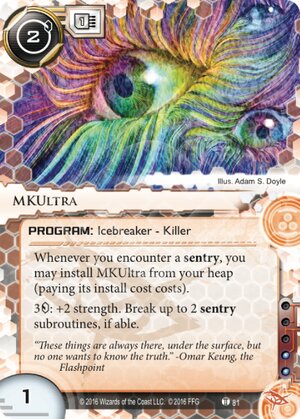 2
1
Illus. Adam S. Doyle
MKUltra
PROGRAM: Icebreaker - Killer
Whenever you encounter a sentry, you
may install MKUltra from your heap
(paying its install cost costs).
3: +2 strength. Break up to 2 sentry
subroutines, if able.
“These things are always there, under the surface, but
no one wants to know the truth.” -Omar Keung, the
Flashpoint
1
© 2016 Wizards of the Coast LLC. © 2016 FFG
81